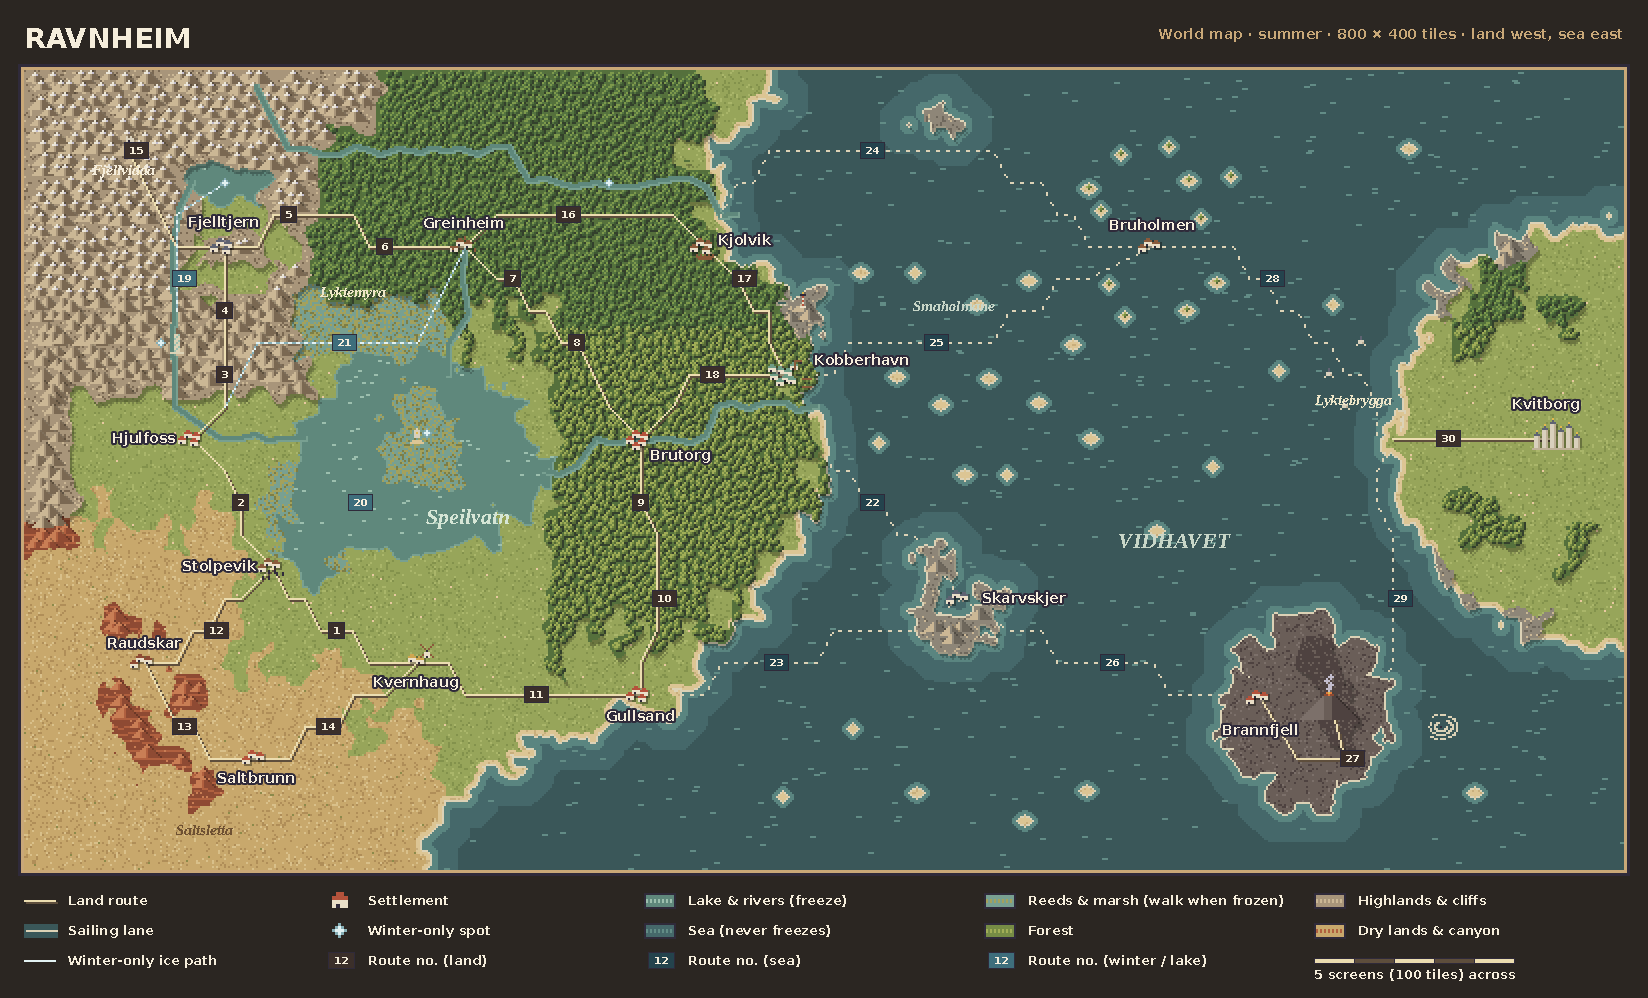 RAVNHEIM
World map · summer · 800 × 400 tiles · land west, sea east
15
24
Fjellvidda
Fjelltjern
5
16
Greinheim
Bruholmen
6
Kjolvik
19
7
17
28
Lyktemyra
Smaholmane
4
21
8
25
Kobberhavn
3
18
Lyktebrygga
Kvitborg
Hjulfoss
30
Brutorg
2
20
9
22
Speilvatn
VIDHAVET
Stolpevik
10
Skarvskjer
29
12
1
Raudskar
23
26
Kvernhaug
11
Gullsand
13
14
Brannfjell
27
Saltbrunn
Saltsletta
Land route
Settlement
Lake & rivers (freeze)
Reeds & marsh (walk when frozen)
Highlands & cliffs
Sailing lane
Winter-only spot
Sea (never freezes)
Forest
Dry lands & canyon
Winter-only ice path
12 Route no. (land)
12 Route no. (sea)
12 Route no. (winter / lake)
5 screens (100 tiles) across